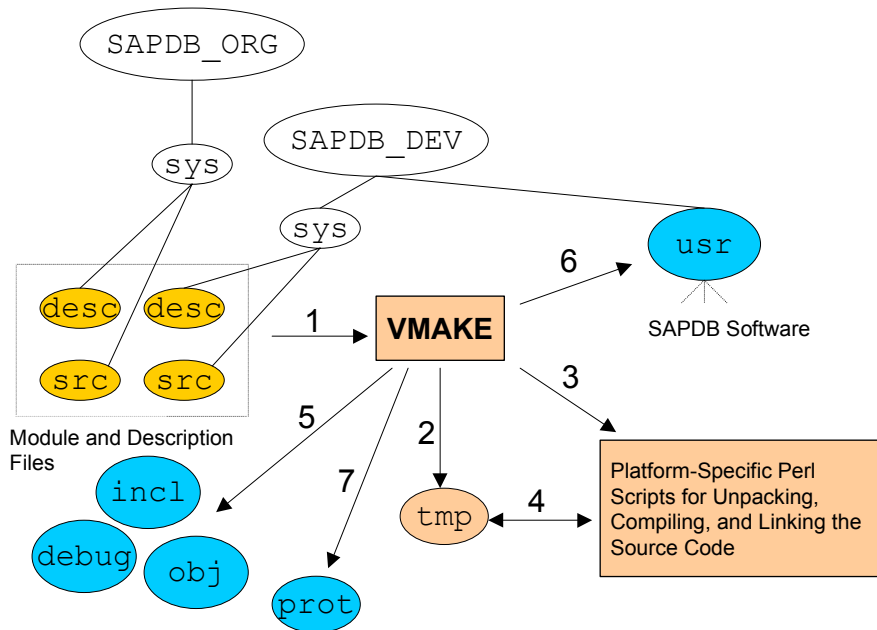 SAPDB_ORG
SAPDB_DEV
sys
sys
usr
6
desc
desc
1
VMAKE
SAPDB Software
src
src
3
5
2
Module and Description
Files
7
incl
tmp
4
Platform-Specific Perl
Scripts for Unpacking,
Compiling, and Linking the
Source Code
debug
obj
prot